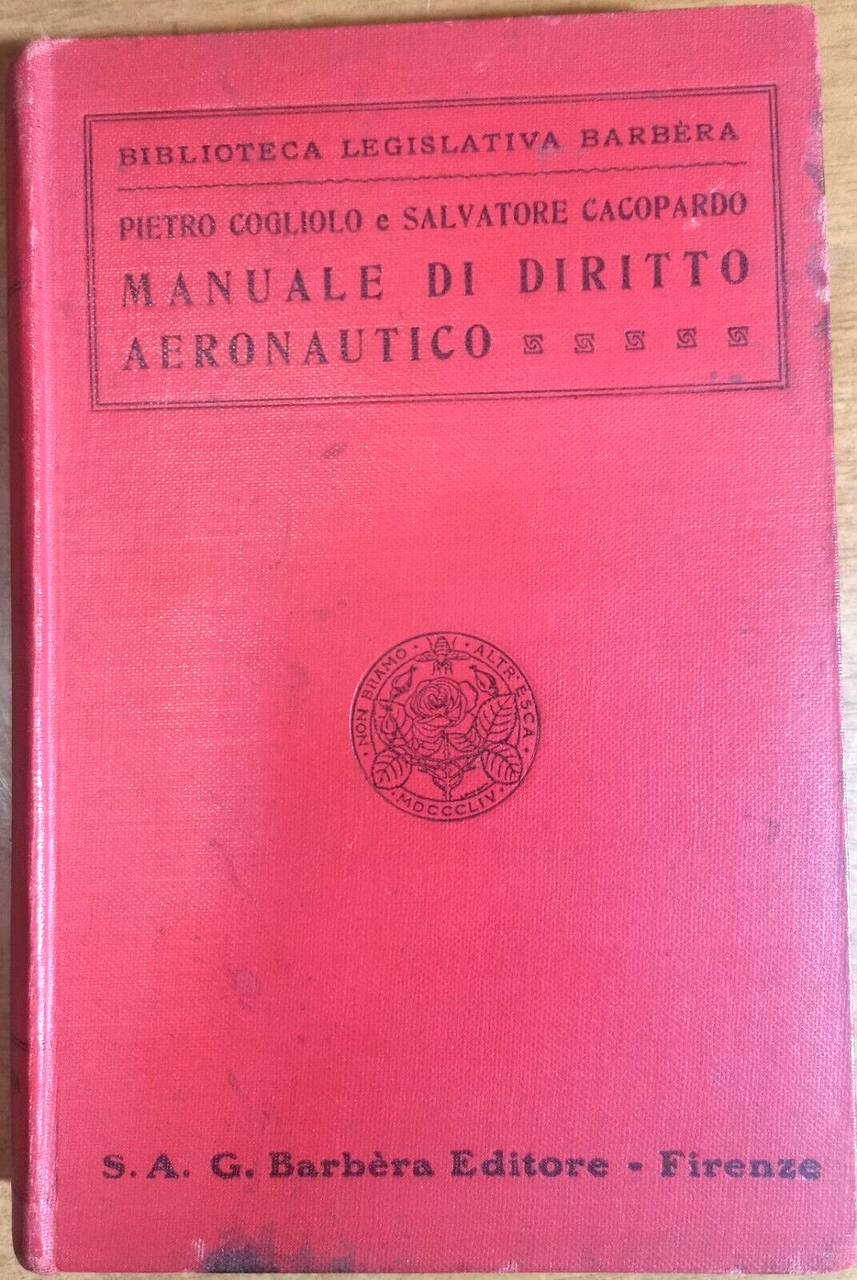 BIBLIOTECA LEGISLATIVA BARBÈRA
PIETRO COGLIOLO e SALVATORE CACOPARDO
MANUALE DI DIRITTO
AERONAUTICO
· NON BRAMO · ALTR'ESCA ·
· MDCCCLIV ·
S. A. G. Barbèra Editore - Firenze